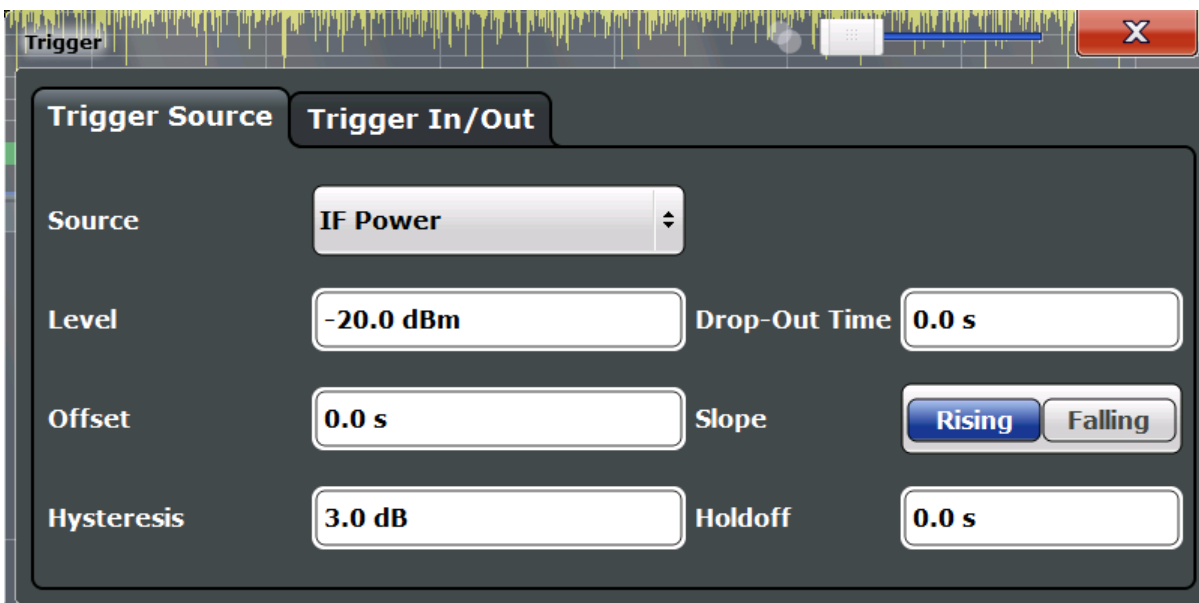 Trigger
X
Trigger Source Trigger In/Out
Source IF Power
Level -20.0 dBm Drop-Out Time 0.0 s
Offset 0.0 s Slope Rising Falling
Hysteresis 3.0 dB Holdoff 0.0 s